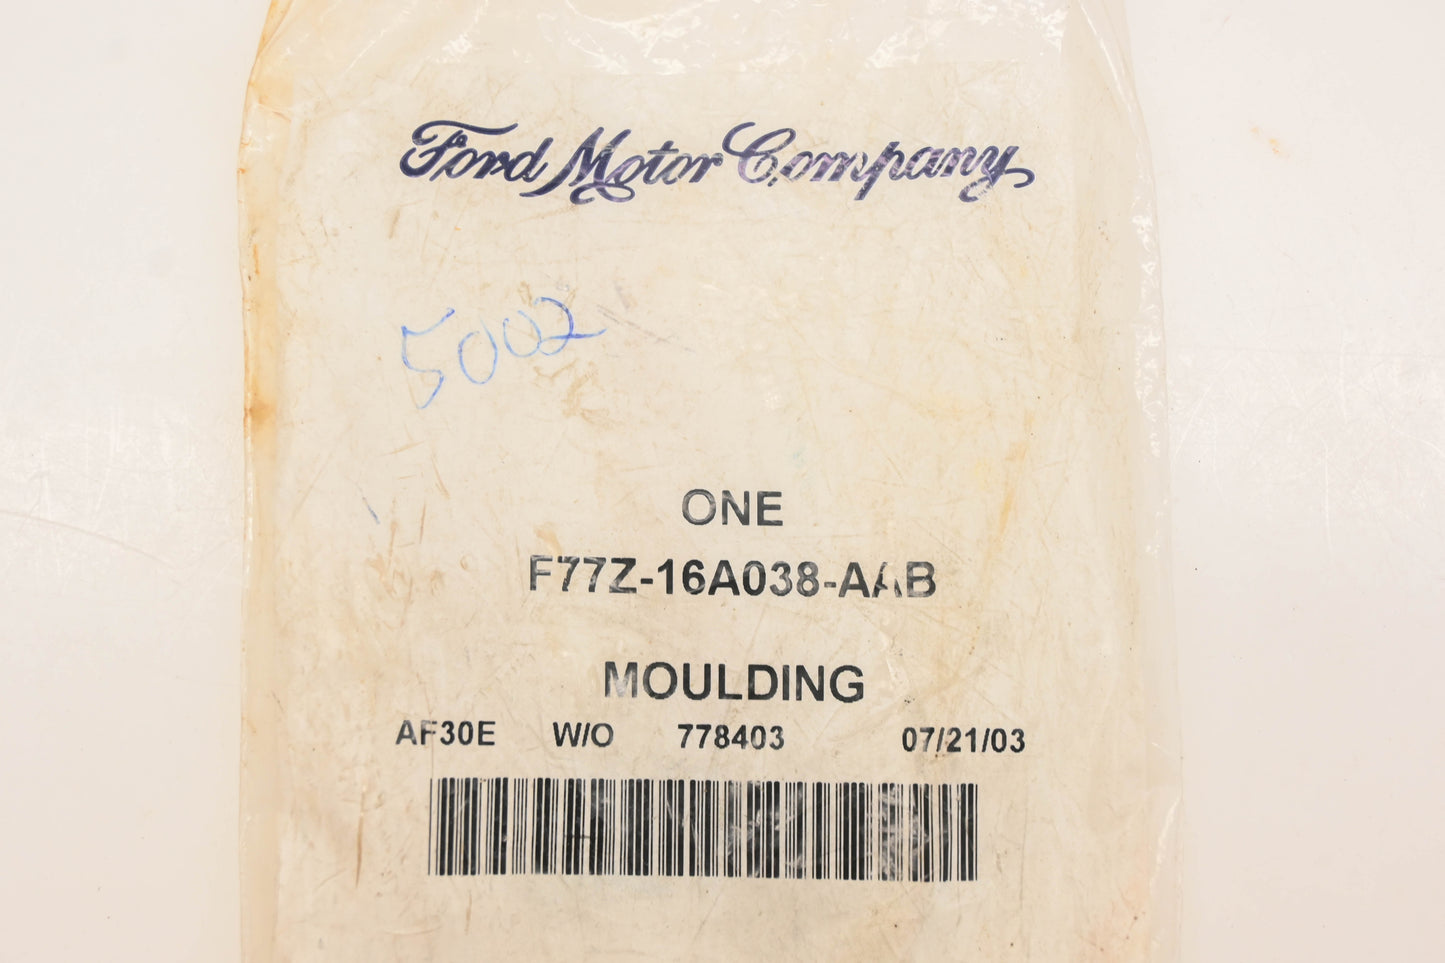 Ford Motor Company
5002
ONE
F77Z-16A038-AAB
MOULDING
AF30E W/O 778403 07/21/03